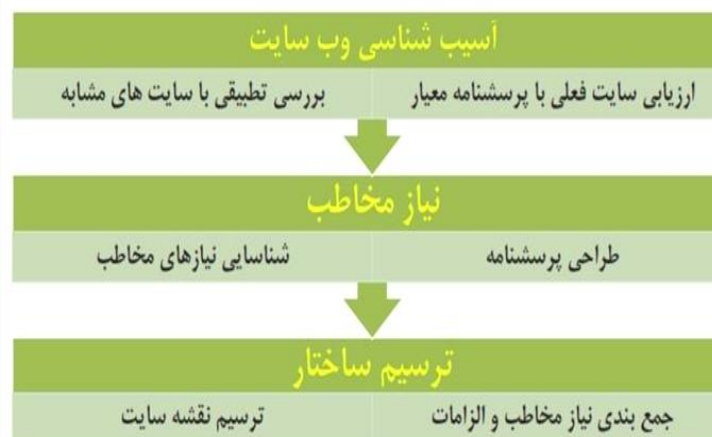 آسیب شناسی وب سایت
ارزیابی سایت فعلی با پرسشنامه معیار
بررسی تطبیقی با سایت های مشابه
نیاز مخاطب
طراحی پرسشنامه
شناسایی نیازهای مخاطب
ترسیم ساختار
جمع بندی نیاز مخاطب و الزامات
ترسیم نقشه سایت